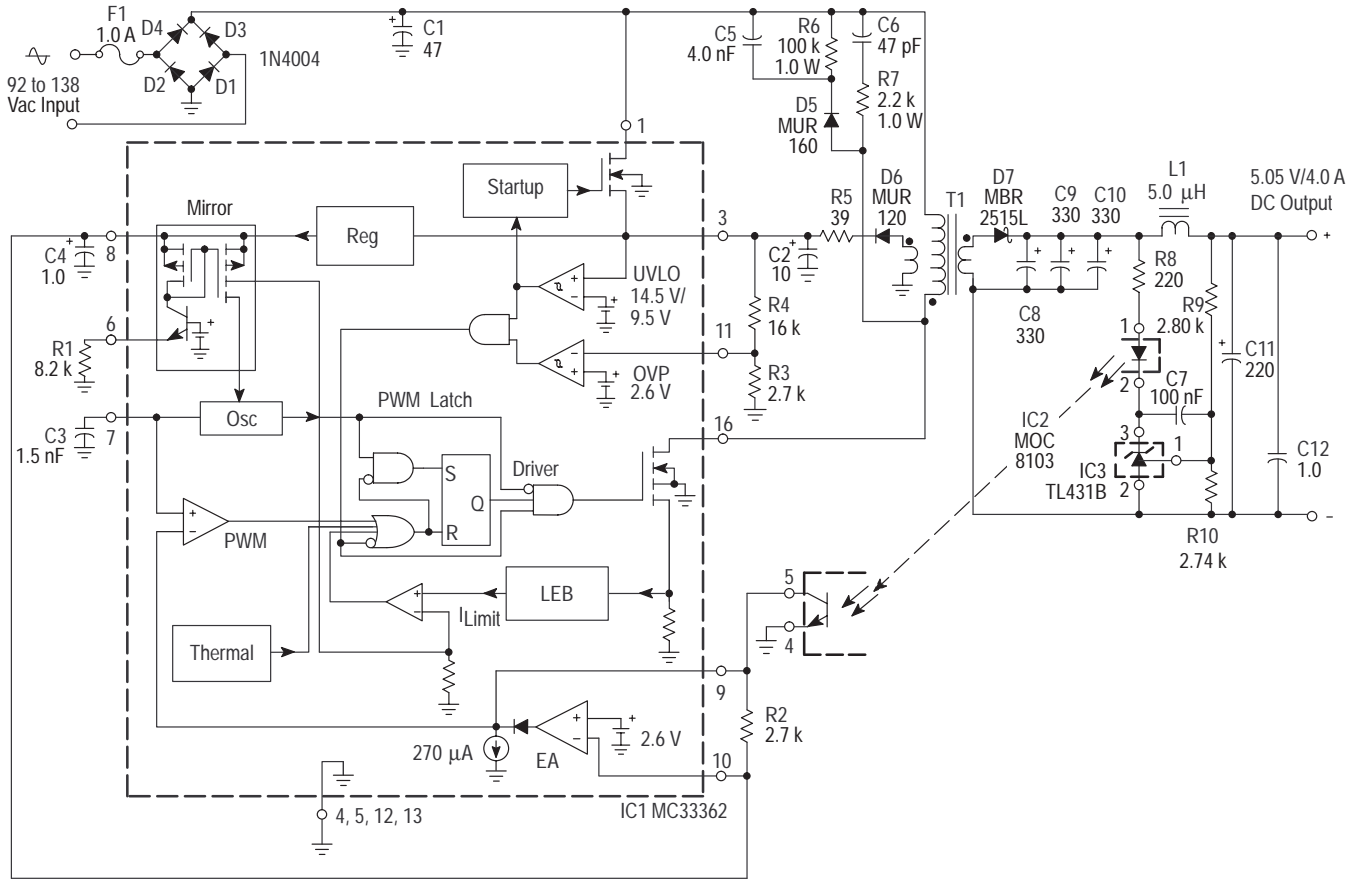 F1
1.0 A
D4
D3
D2
D1
1N4004
92 to 138
Vac Input
C1
47
C5
4.0 nF
R6
100 k
1.0 W
C6
47 pF
R7
2.2 k
1.0 W
D5
MUR
160
1
Startup
Mirror
Reg
C4
1.0
8
3
R5
39
D6
MUR
120
T1
D7
MBR
2515L
C9
330
C10
330
L1
5.0 μH
5.05 V/4.0 A
DC Output
+
C2
10
UVLO
14.5 V/
9.5 V
R4
16 k
C8
330
R8
220
R9
2.80 k
6
R1
8.2 k
11
OVP
2.6 V
R3
2.7 k
1
2
C7
100 nF
C11
220
Osc
C3
1.5 nF
7
PWM Latch
S
Q
R
Driver
16
IC2
MOC
8103
3
1
IC3
TL431B
2
C12
1.0
–
R10
2.74 k
PWM
LEB
ILimit
Thermal
5
4
9
R2
2.7 k
270 μA
EA
2.6 V
10
4, 5, 12, 13
IC1 MC33362